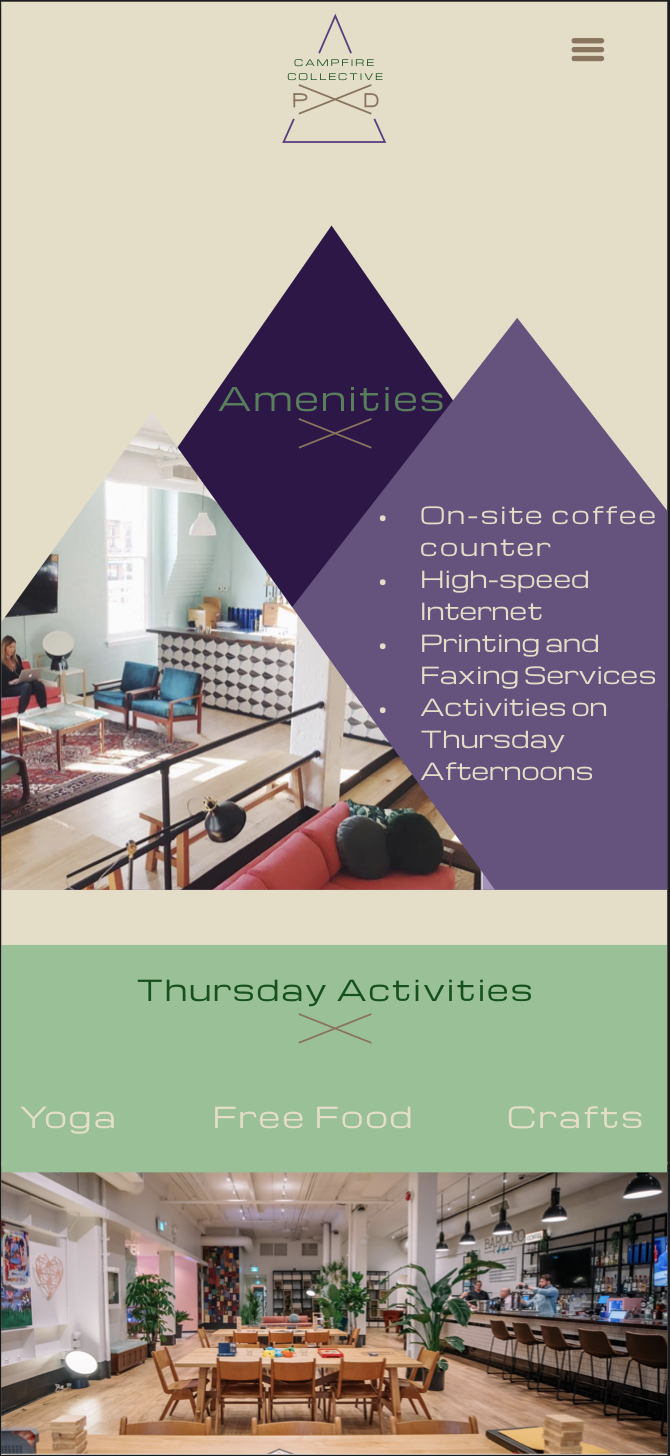 CAMPFIRE
COLLECTIVE
P D
Amenities
• On-site coffee
counter
• High-speed
Internet
• Printing and
Faxing Services
• Activities on
Thursday
Afternoons
Thursday Activities
Yoga Free Food Crafts
BAROCCO